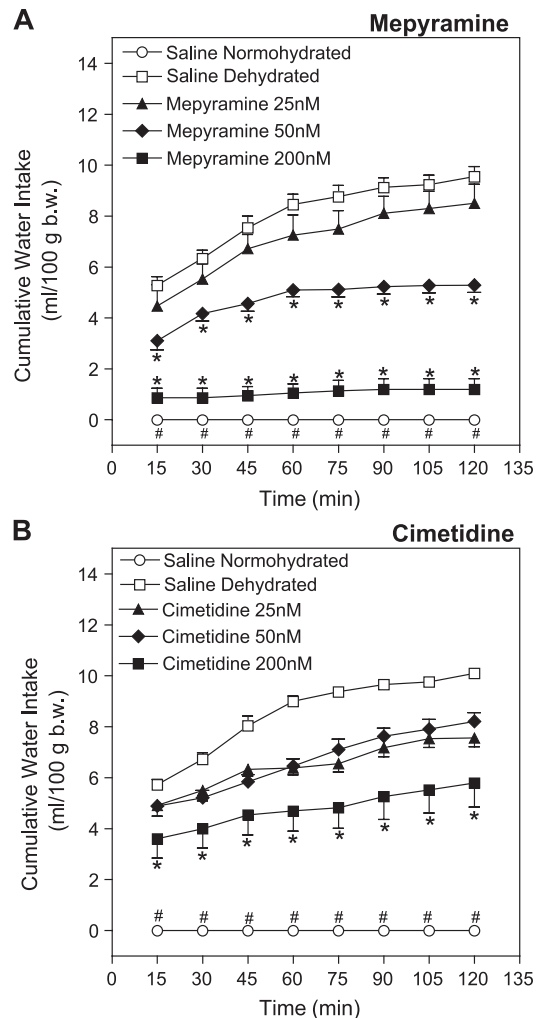 A
Mepyramine
Saline Normohydrated
Saline Dehydrated
Mepyramine 25nM
Mepyramine 50nM
Mepyramine 200nM
14
12
10
8
6
4
2
0
Cumulative Water Intake
(ml/100 g b.w.)
* * * * * * * *
* * * * * * * *
# # # # # # # #
0 15 30 45 60 75 90 105 120 135
Time (min)
B
Cimetidine
Saline Normohydrated
Saline Dehydrated
Cimetidine 25nM
Cimetidine 50nM
Cimetidine 200nM
14
12
10
8
6
4
2
0
Cumulative Water Intake
(ml/100 g b.w.)
* * * * * * * *
# # # # # # # #
0 15 30 45 60 75 90 105 120 135
Time (min)